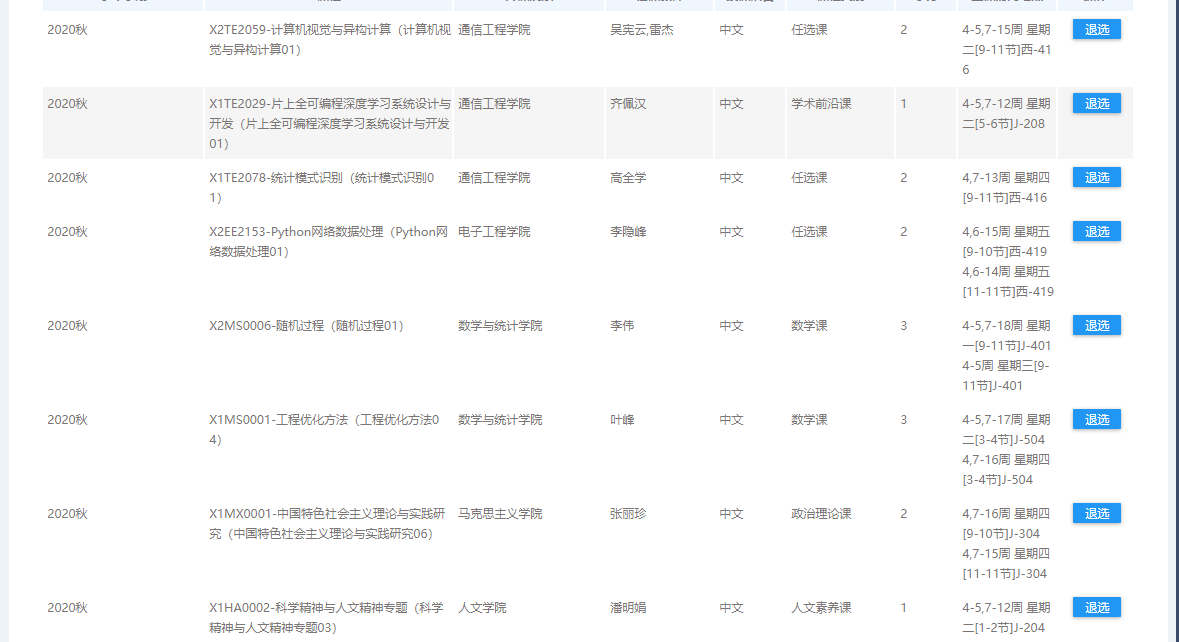 2020秋 X2TE2059-计算机视觉与异构计算（计算机视 通信工程学院 吴宪云,雷杰 中文 任选课 2 4-5,7-15周 星期 退选
觉与异构计算01） 二[9-11节]西-41
6
2020秋 X1TE2029-片上全可编程深度学习系统设计与 通信工程学院 齐佩汉 中文 学术前沿课 1 4-5,7-12周 星期 退选
开发（片上全可编程深度学习系统设计与开发 二[5-6节]J-208
01）
2020秋 X1TE2078-统计模式识别（统计模式识别0 通信工程学院 高全学 中文 任选课 2 4,7-13周 星期四 退选
1） [9-11节]西-416
2020秋 X2EE2153-Python网络数据处理（Python网 电子工程学院 李隐峰 中文 任选课 2 4,6-15周 星期五 退选
络数据处理01） [9-10节]西-419
4,6-14周 星期五
[11-11节]西-419
2020秋 X2MS0006-随机过程（随机过程01） 数学与统计学院 李伟 中文 数学课 3 4-5,7-18周 星期 退选
一[9-11节]J-401
4-5周 星期三[9-
11节]J-401
2020秋 X1MS0001-工程优化方法（工程优化方法0 数学与统计学院 叶峰 中文 数学课 3 4-5,7-17周 星期 退选
4） 二[3-4节]J-504
4,7-16周 星期四
[3-4节]J-504
2020秋 X1MX0001-中国特色社会主义理论与实践研 马克思主义学院 张丽珍 中文 政治理论课 2 4,7-16周 星期四 退选
究（中国特色社会主义理论与实践研究06） [9-10节]J-304
4,7-15周 星期四
[11-11节]J-304
2020秋 X1HA0002-科学精神与人文精神专题（科学 人文学院 潘明娟 中文 人文素养课 1 4-5,7-12周 星期 退选
精神与人文精神专题03） 二[1-2节]J-204